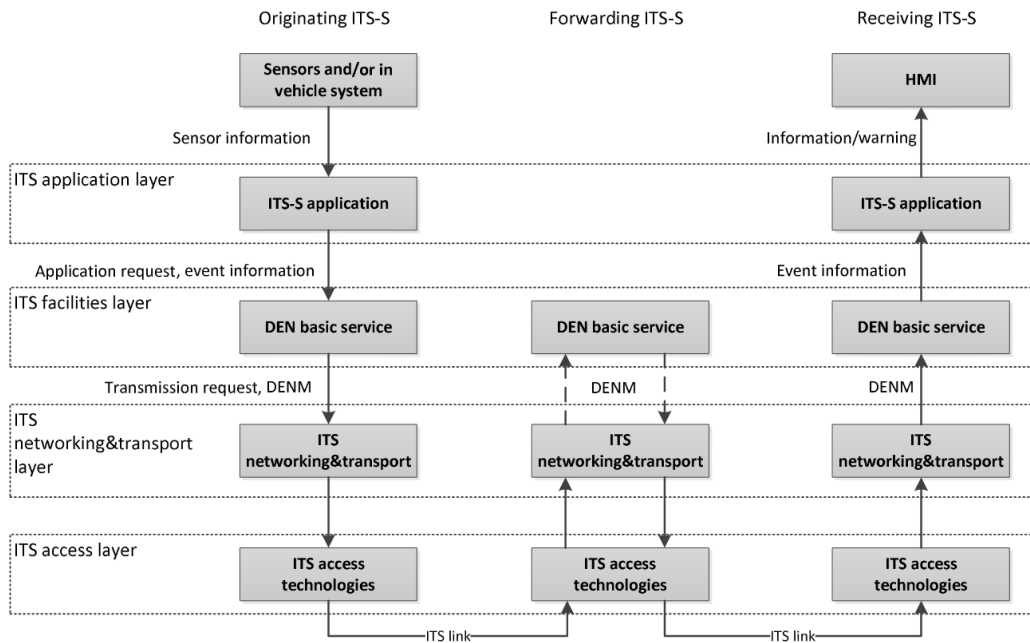 Originating ITS-S
Forwarding ITS-S
Receiving ITS-S
Sensors and/or in
vehicle system
HMI
Sensor information
Information/warning
ITS application layer
ITS-S application
ITS-S application
Application request, event information
Event information
ITS facilities layer
DEN basic service
DEN basic service
DEN basic service
Transmission request, DENM
DENM
DENM
ITS
networking&transport
layer
ITS
networking&transport
ITS
networking&transport
ITS
networking&transport
ITS access layer
ITS access
technologies
ITS access
technologies
ITS access
technologies
ITS link
ITS link